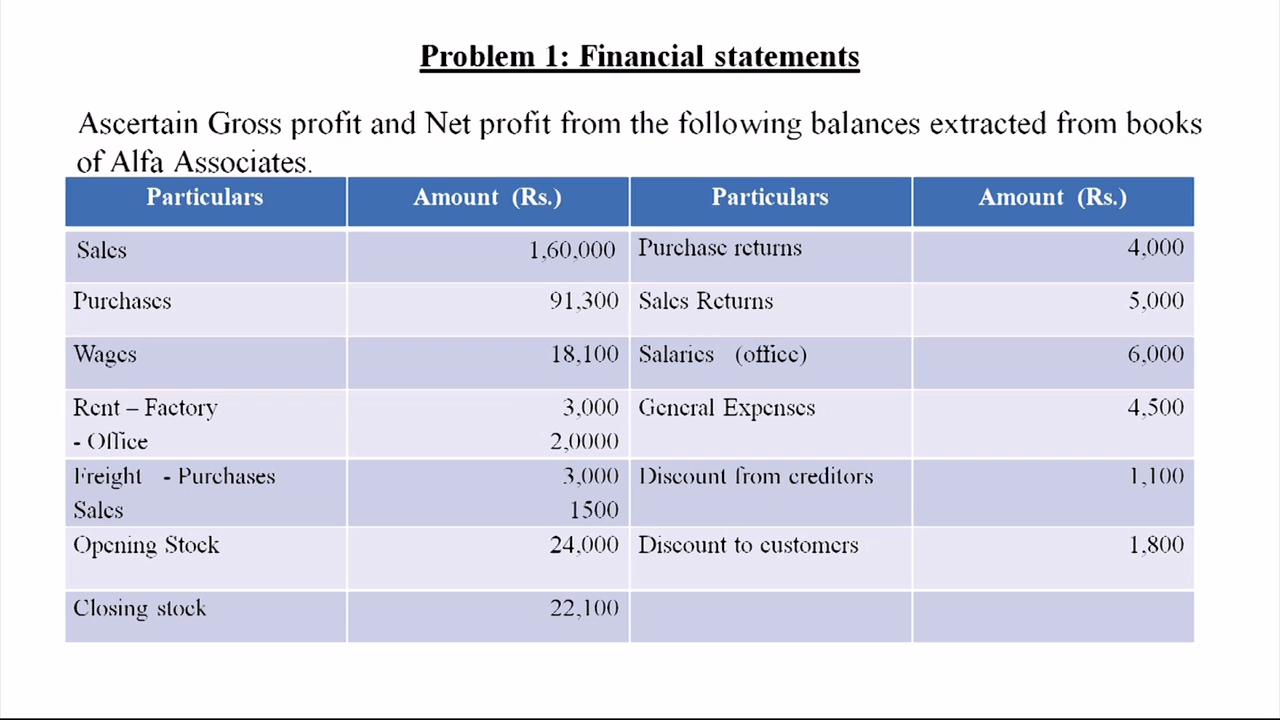 Problem 1: Financial statements
Ascertain Gross profit and Net profit from the following balances extracted from books
of Alfa Associates.
Particulars Amount (Rs.) Particulars Amount (Rs.)
Sales 1,60,000 Purchase returns 4,000
Purchases 91,300 Sales Returns 5,000
Wages 18,100 Salaries (office) 6,000
Rent – Factory 3,000 General Expenses 4,500
- Office 2,0000
Freight - Purchases 3,000 Discount from creditors 1,100
Sales 1500
Opening Stock 24,000 Discount to customers 1,800
Closing stock 22,100